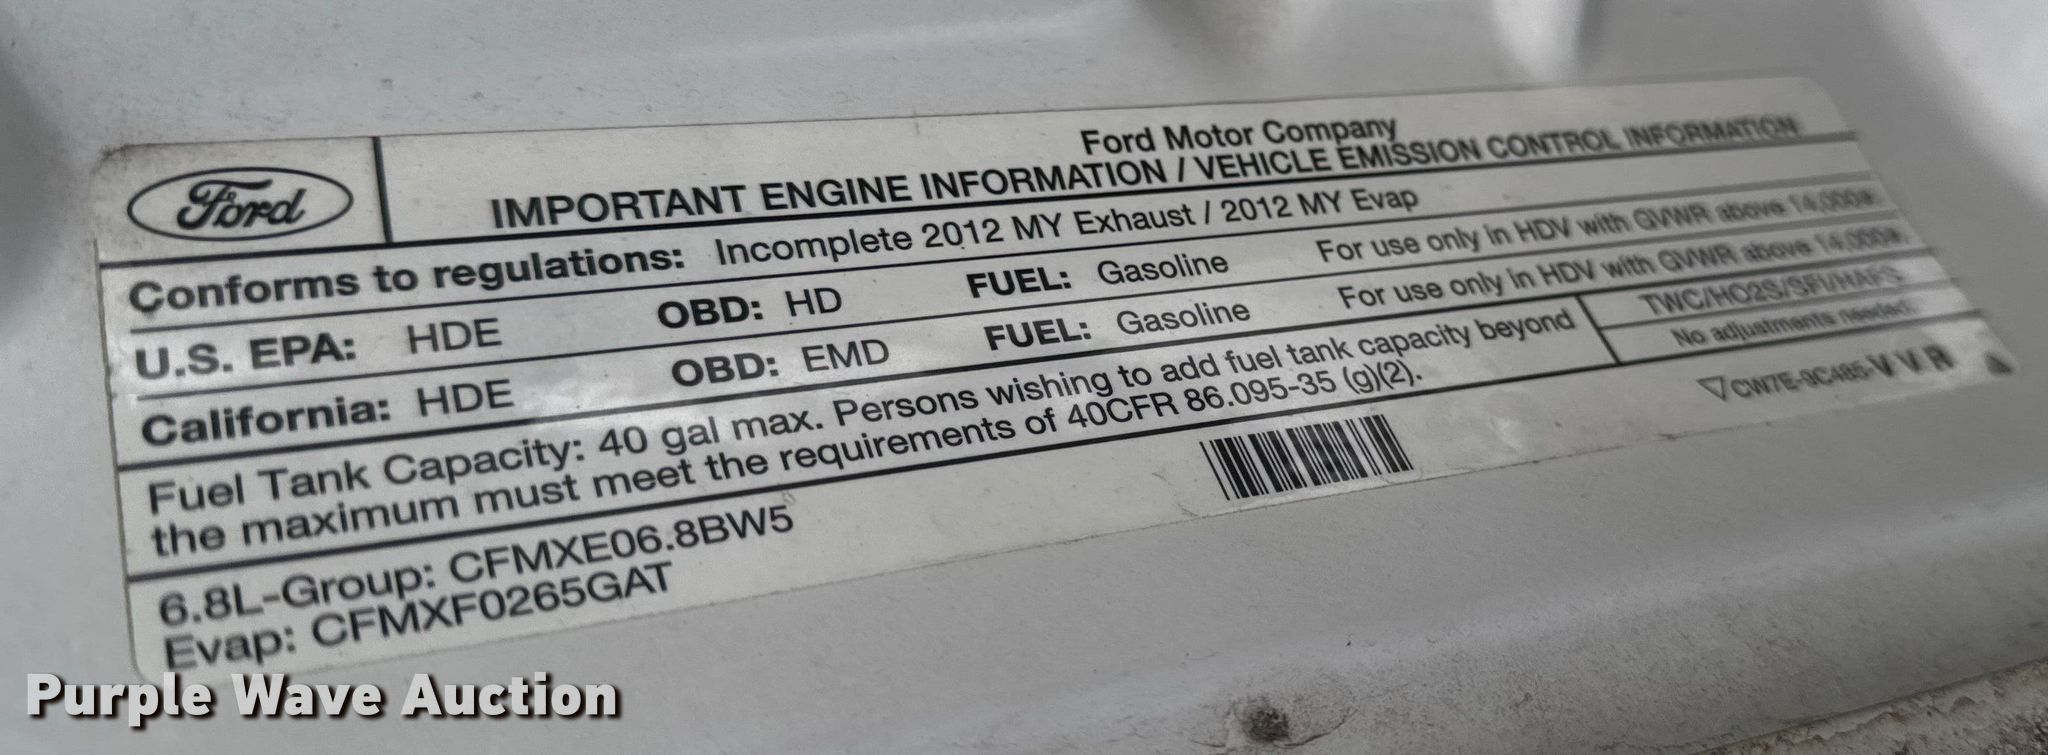 Ford
Ford Motor Company
IMPORTANT ENGINE INFORMATION / VEHICLE EMISSION CONTROL INFORMATION
Conforms to regulations: Incomplete 2012 MY Exhaust / 2012 MY Evap
U.S. EPA: HDE OBD: HD FUEL: Gasoline For use only in HDV with GVWR above 14,000#.
California: HDE OBD: EMD FUEL: Gasoline For use only in HDV with GVWR above 14,000#.
Fuel Tank Capacity: 40 gal max. Persons wishing to add fuel tank capacity beyond
the maximum must meet the requirements of 40CFR 86.095-35 (g)(2).
TWC/HO2S/SFI/HAFS
No adjustments needed.
6.8L-Group: CFMXE06.8BW5
Evap: CFMXF0265GAT
CW7E-9C485-V V R
Purple Wave Auction